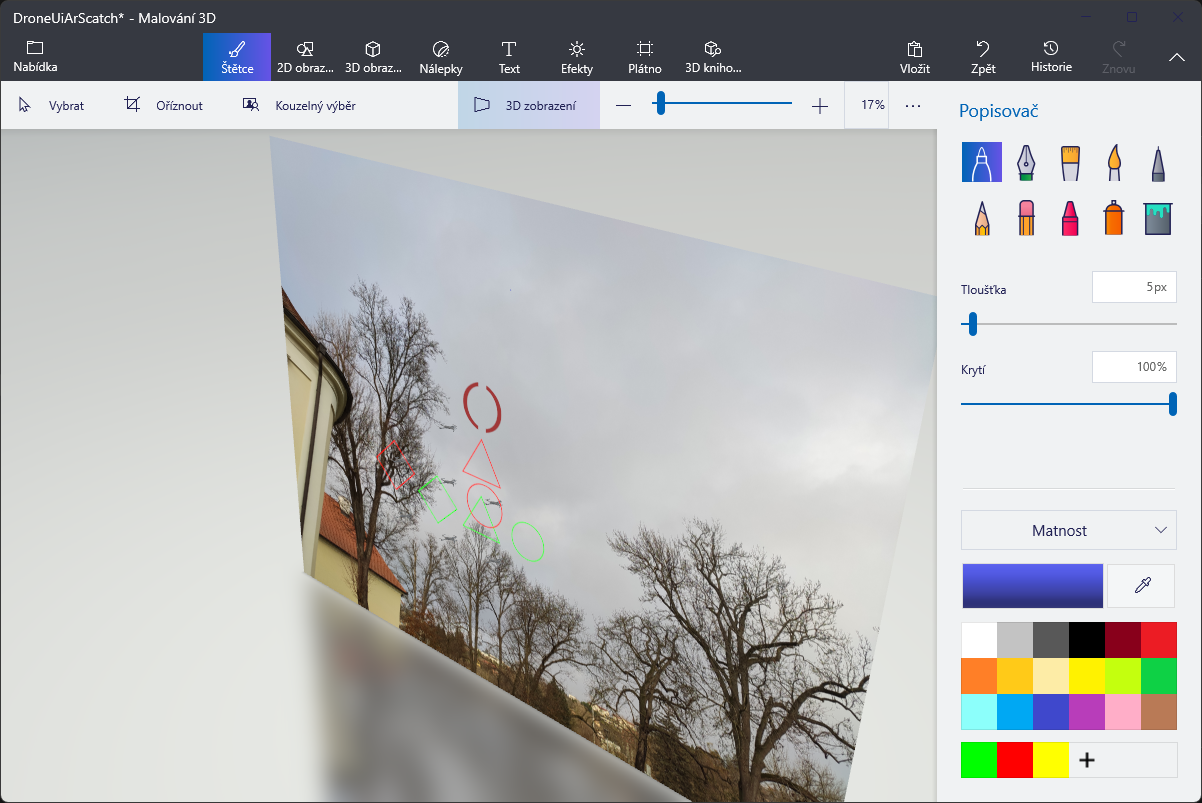 DroneUiArScatch* - Malování 3D
Nabídka
Štětce
2D obraz...
3D obraz...
Nálepky
Text
Efekty
Plátno
3D kniho...
Vložit
Zpět
Historie
Znovu
Vybrat
Oříznout
Kouzelný výběr
3D zobrazení
17%
Popisovač
Tloušťka
5px
Krytí
100%
Matnost